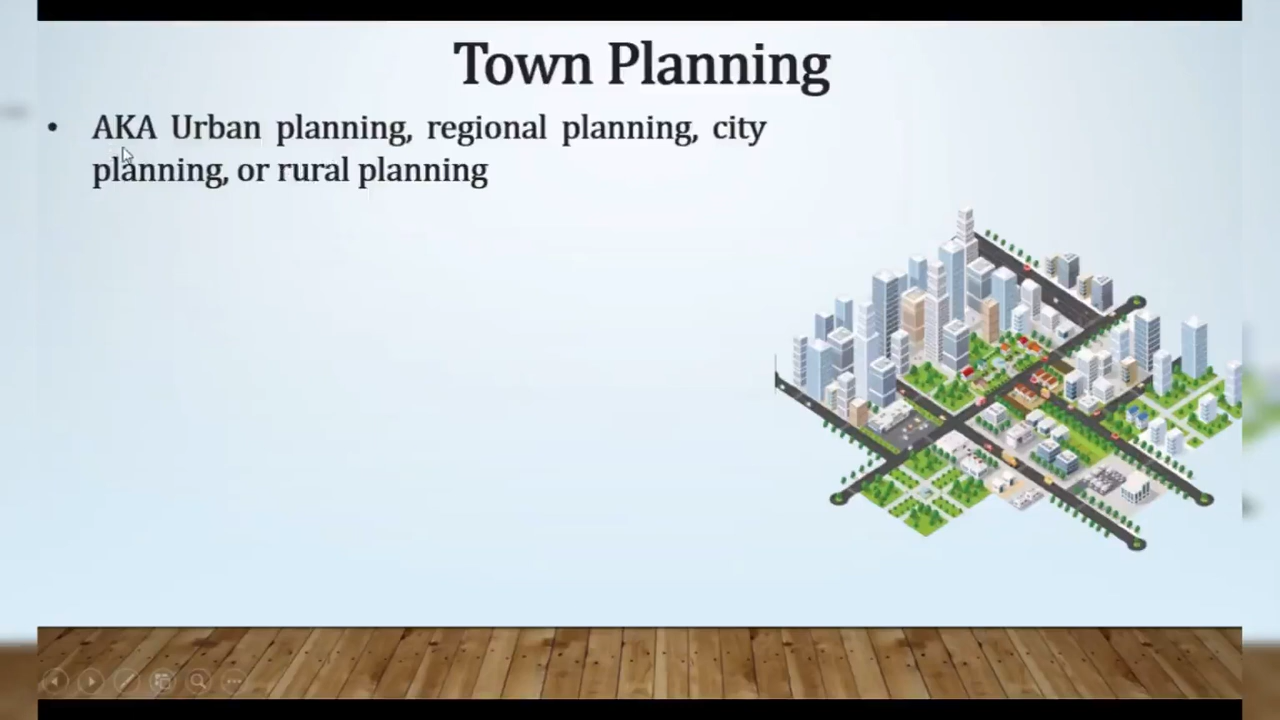 Town Planning
• AKA Urban planning, regional planning, city
planning, or rural planning